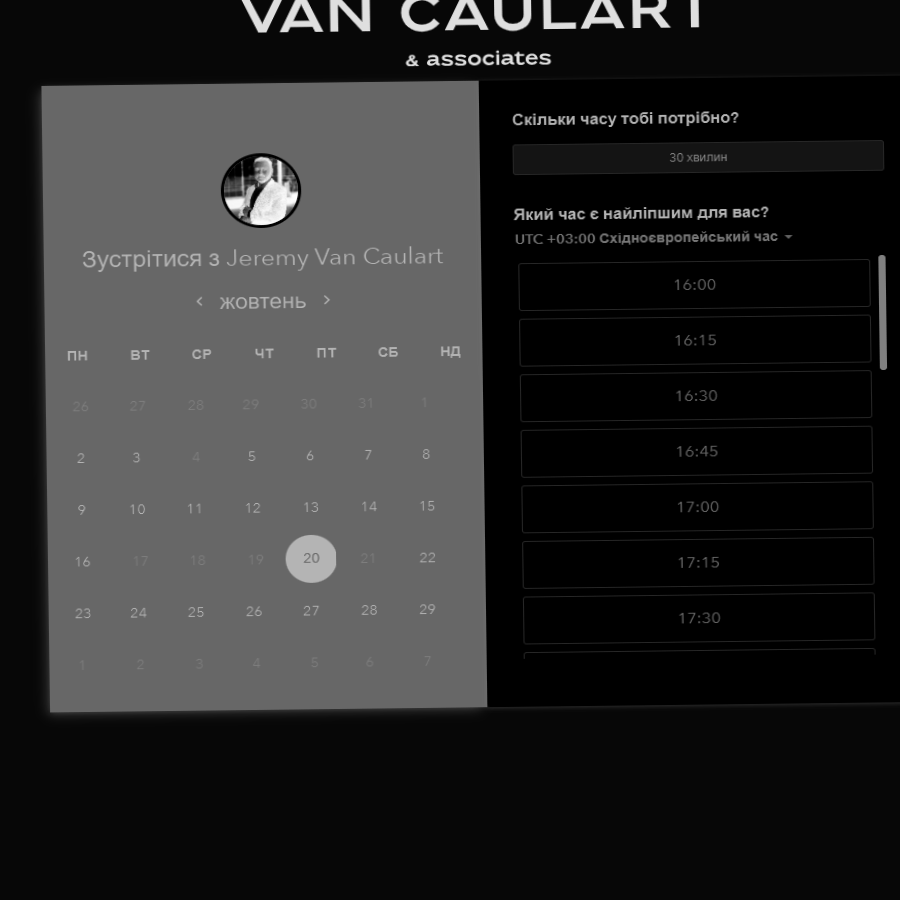 VAN CAULART
& associates
Зустрітися з Jeremy Van Caulart
‹ жовтень ›
ПН ВТ СР ЧТ ПТ СБ НД
26 27 28 29 30 31 1
2 3 4 5 6 7 8
9 10 11 12 13 14 15
16 17 18 19 20 21 22
23 24 25 26 27 28 29
1 2 3 4 5 6 7
Скільки часу тобі потрібно?
30 хвилин
Який час є найліпшим для вас?
UTC +03:00 Східноєвропейський час
16:00
16:15
16:30
16:45
17:00
17:15
17:30